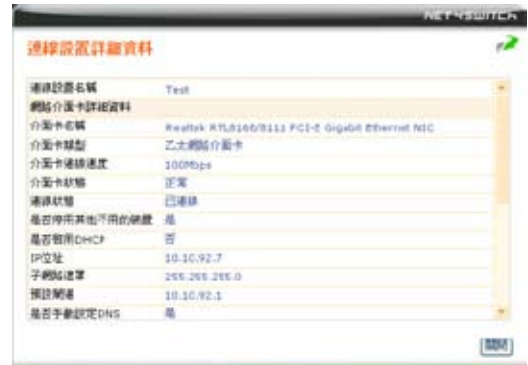 NET4SWITCH
連線設置詳細資料
連線設置名稱 Test
網路介面卡詳細資料
介面卡名稱 Realtek RTL8168/8111 PCI-E Gigabit Ethernet NIC
介面卡類型 乙太網路介面卡
介面卡連線速度 100Mbps
介面卡狀態 正常
連線狀態 已連線
是否停用其他不用的裝置 是
是否啟用DHCP 否
IP位址 10.10.92.7
子網路遮罩 255.255.255.0
預設閘道 10.10.92.1
是否手動設定DNS 是
關閉